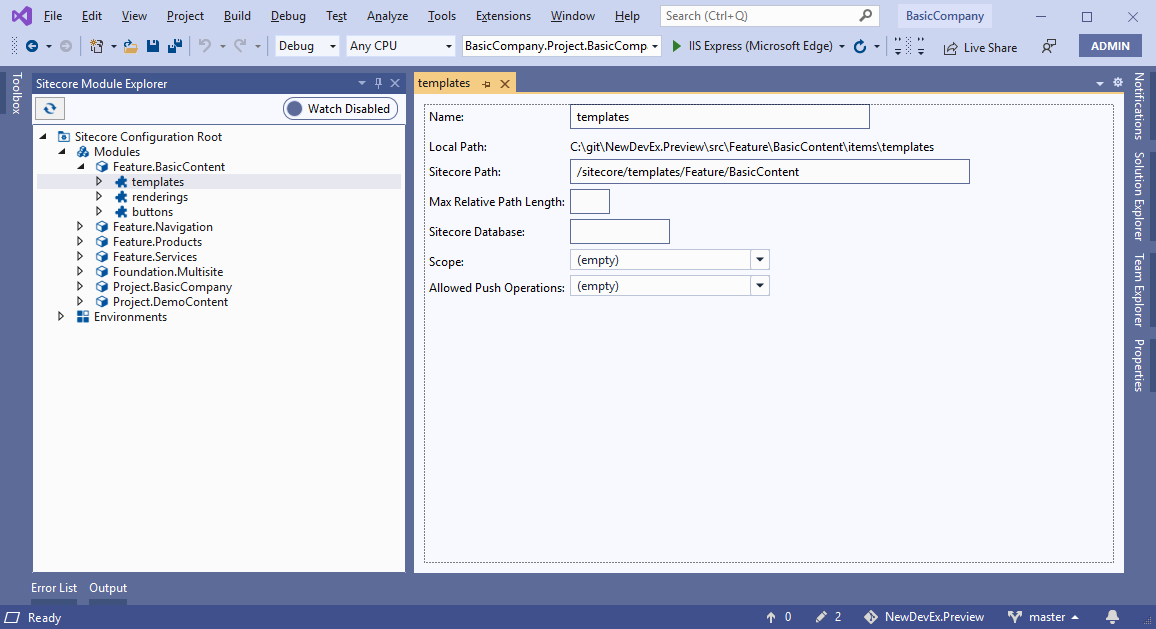 File Edit View Project Build Debug Test Analyze Tools Extensions Window Help Search (Ctrl+Q) BasicCompany
Debug Any CPU BasicCompany.Project.BasicComp IIS Express (Microsoft Edge) Live Share ADMIN
Toolbox
Sitecore Module Explorer
Watch Disabled
Sitecore Configuration Root
Modules
Feature.BasicContent
templates
renderings
buttons
Feature.Navigation
Feature.Products
Feature.Services
Foundation.Multisite
Project.BasicCompany
Project.DemoContent
Environments
templates
Name: templates
Local Path: C:\git\NewDevEx.Preview\src\Feature\BasicContent\items\templates
Sitecore Path: /sitecore/templates/Feature/BasicContent
Max Relative Path Length:
Sitecore Database:
Scope: (empty)
Allowed Push Operations: (empty)
Notifications
Solution Explorer
Team Explorer
Properties
Error List Output
Ready 0 2 NewDevEx.Preview master